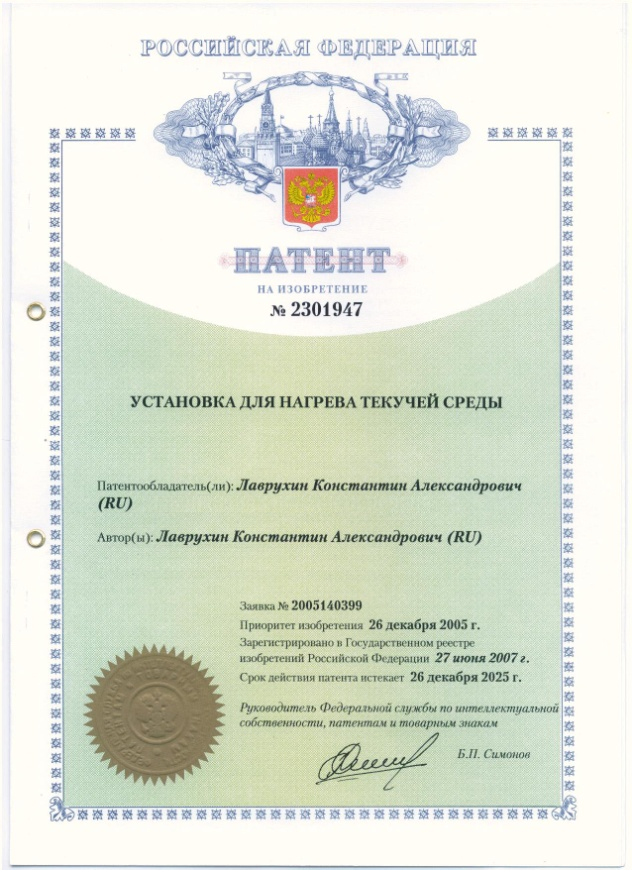 РОССИЙСКАЯ ФЕДЕРАЦИЯ
ПАТЕНТ
НА ИЗОБРЕТЕНИЕ
№ 2301947
УСТАНОВКА ДЛЯ НАГРЕВА ТЕКУЧЕЙ СРЕДЫ
Патентообладатель(ли): Лаврухин Константин Александрович
(RU)
Автор(ы): Лаврухин Константин Александрович (RU)
Заявка № 2005140399
Приоритет изобретения 26 декабря 2005 г.
Зарегистрировано в Государственном реестре
изобретений Российской Федерации 27 июня 2007 г.
Срок действия патента истекает 26 декабря 2025 г.
Руководитель Федеральной службы по интеллектуальной
собственности, патентам и товарным знакам
Б.П. Симонов